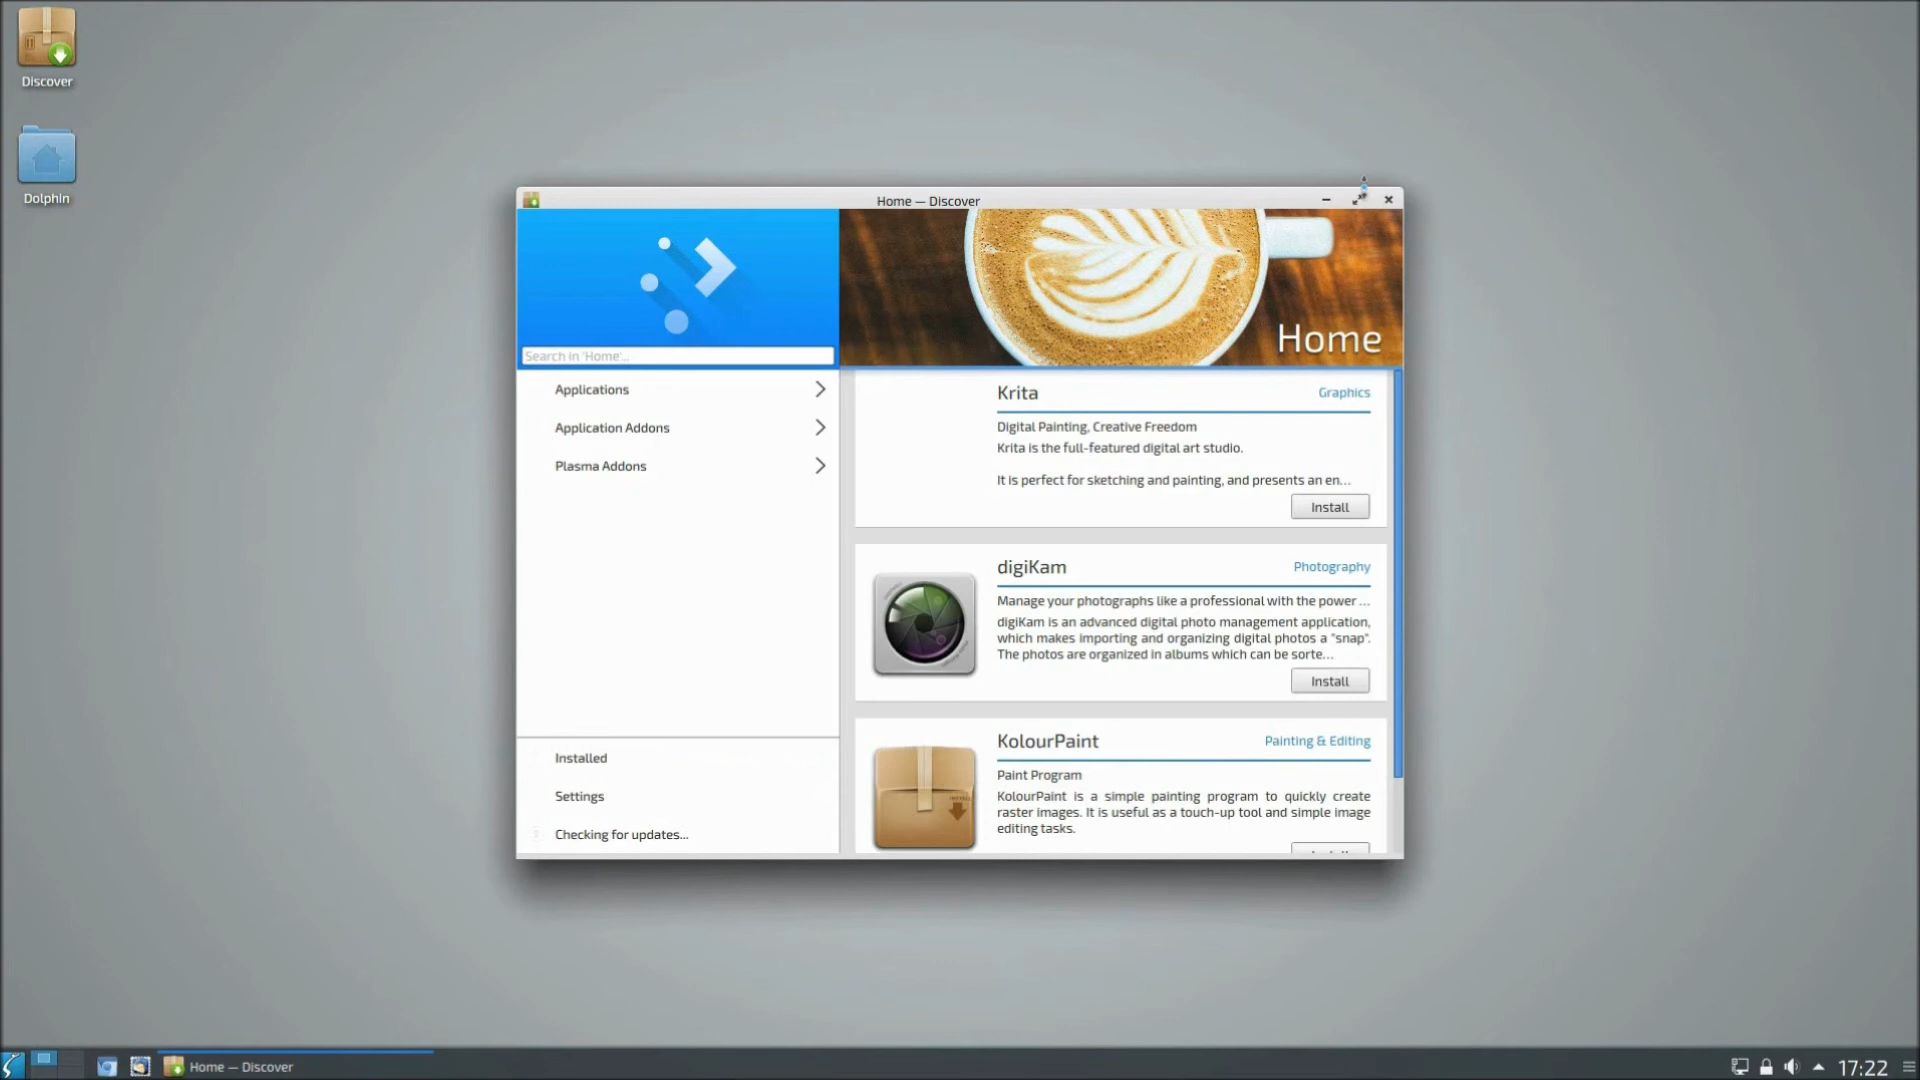 Discover
Dolphin
Home — Discover
Home
Search in 'Home'...
Applications
Application Addons
Plasma Addons
Installed
Settings
Checking for updates...
Krita
Graphics
Digital Painting, Creative Freedom
Krita is the full-featured digital art studio.
It is perfect for sketching and painting, and presents an en...
Install
digiKam
Photography
Manage your photographs like a professional with the power ...
digiKam is an advanced digital photo management application,
which makes importing and organizing digital photos a "snap".
The photos are organized in albums which can be sorte...
Install
KolourPaint
Painting & Editing
Paint Program
KolourPaint is a simple painting program to quickly create
raster images. It is useful as a touch-up tool and simple image
editing tasks.
Home — Discover
17:22